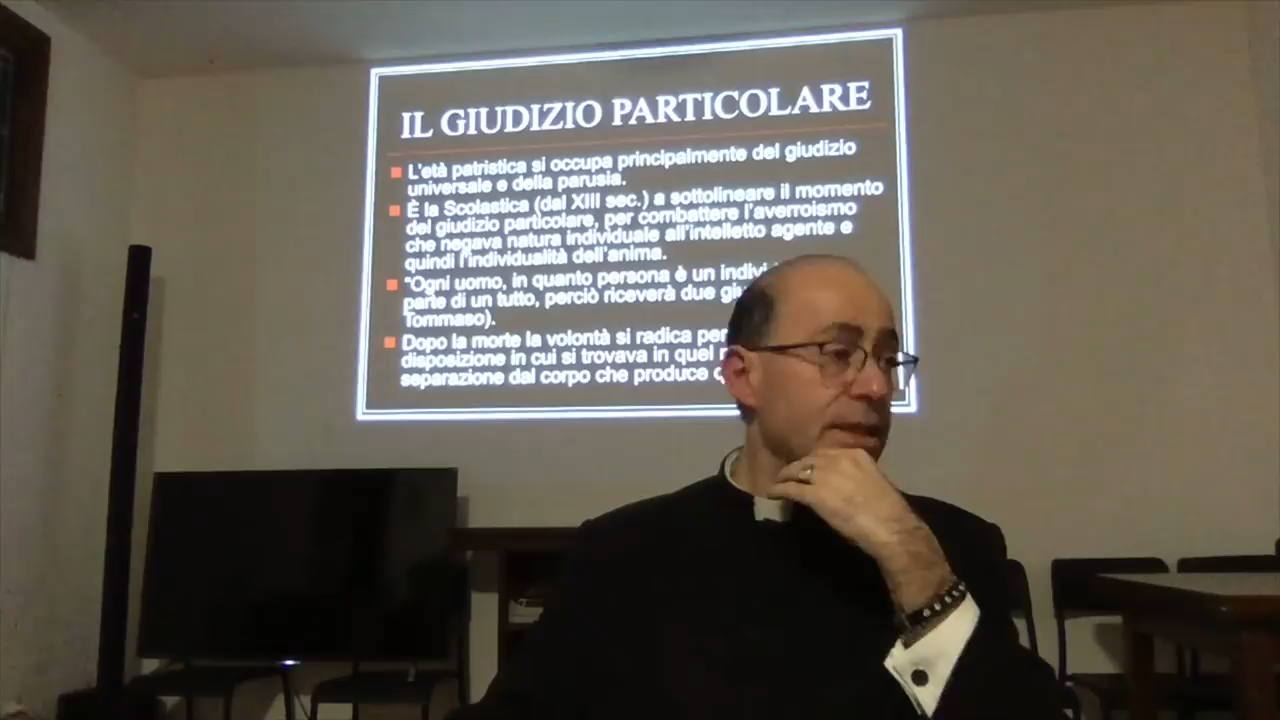 IL GIUDIZIO PARTICOLARE
L'età patristica si occupa principalmente del giudizio
universale e della parusia.
È la Scolastica (dal XIII sec.) a sottolineare il momento
del giudizio particolare, per combattere l'averroismo
che negava natura individuale all'intelletto agente e
quindi l'individualità dell'anima.
"Ogni uomo, in quanto persona è un
parte di un tutto, perciò riceverà due
Tommaso).
Dopo la morte la volontà si radica
disposizione in cui si trovava in quel
separazione dal corpo che produce